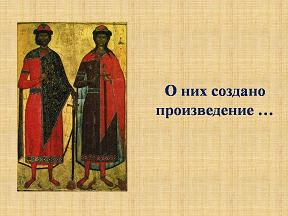 О них создано
произведение …